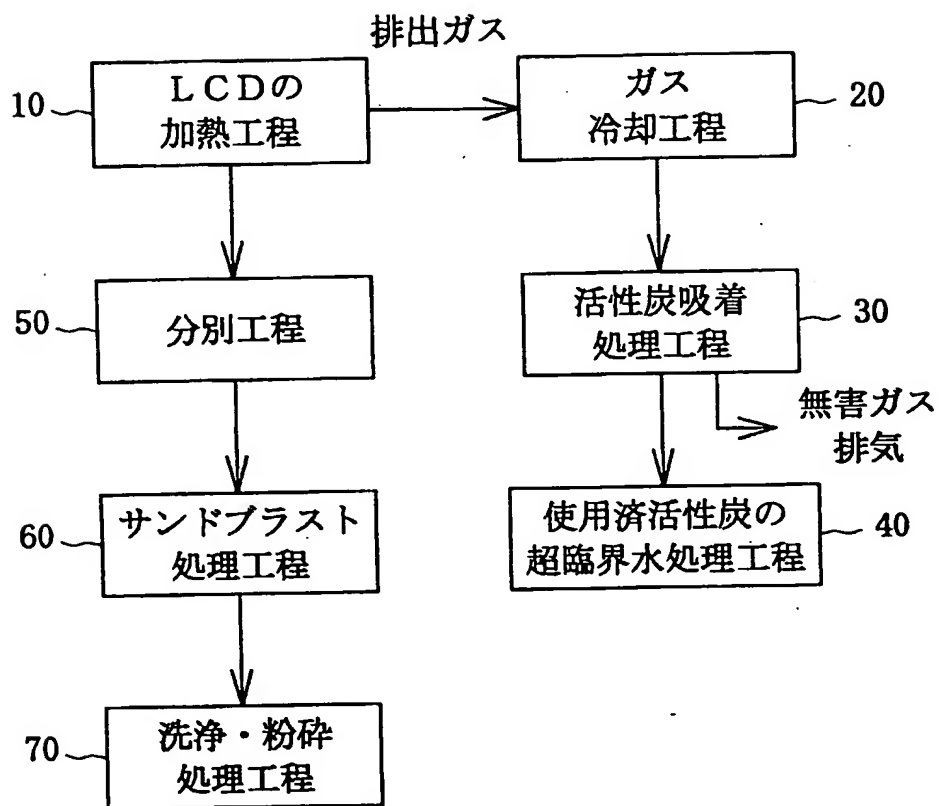 排出ガス
10
LCDの
加熱工程
ガス
冷却工程
20
50
分別工程
活性炭吸着
処理工程
30
無害ガス
排気
60
サンドブラスト
処理工程
使用済活性炭の
超臨界水処理工程
40
70
洗浄・粉砕
処理工程